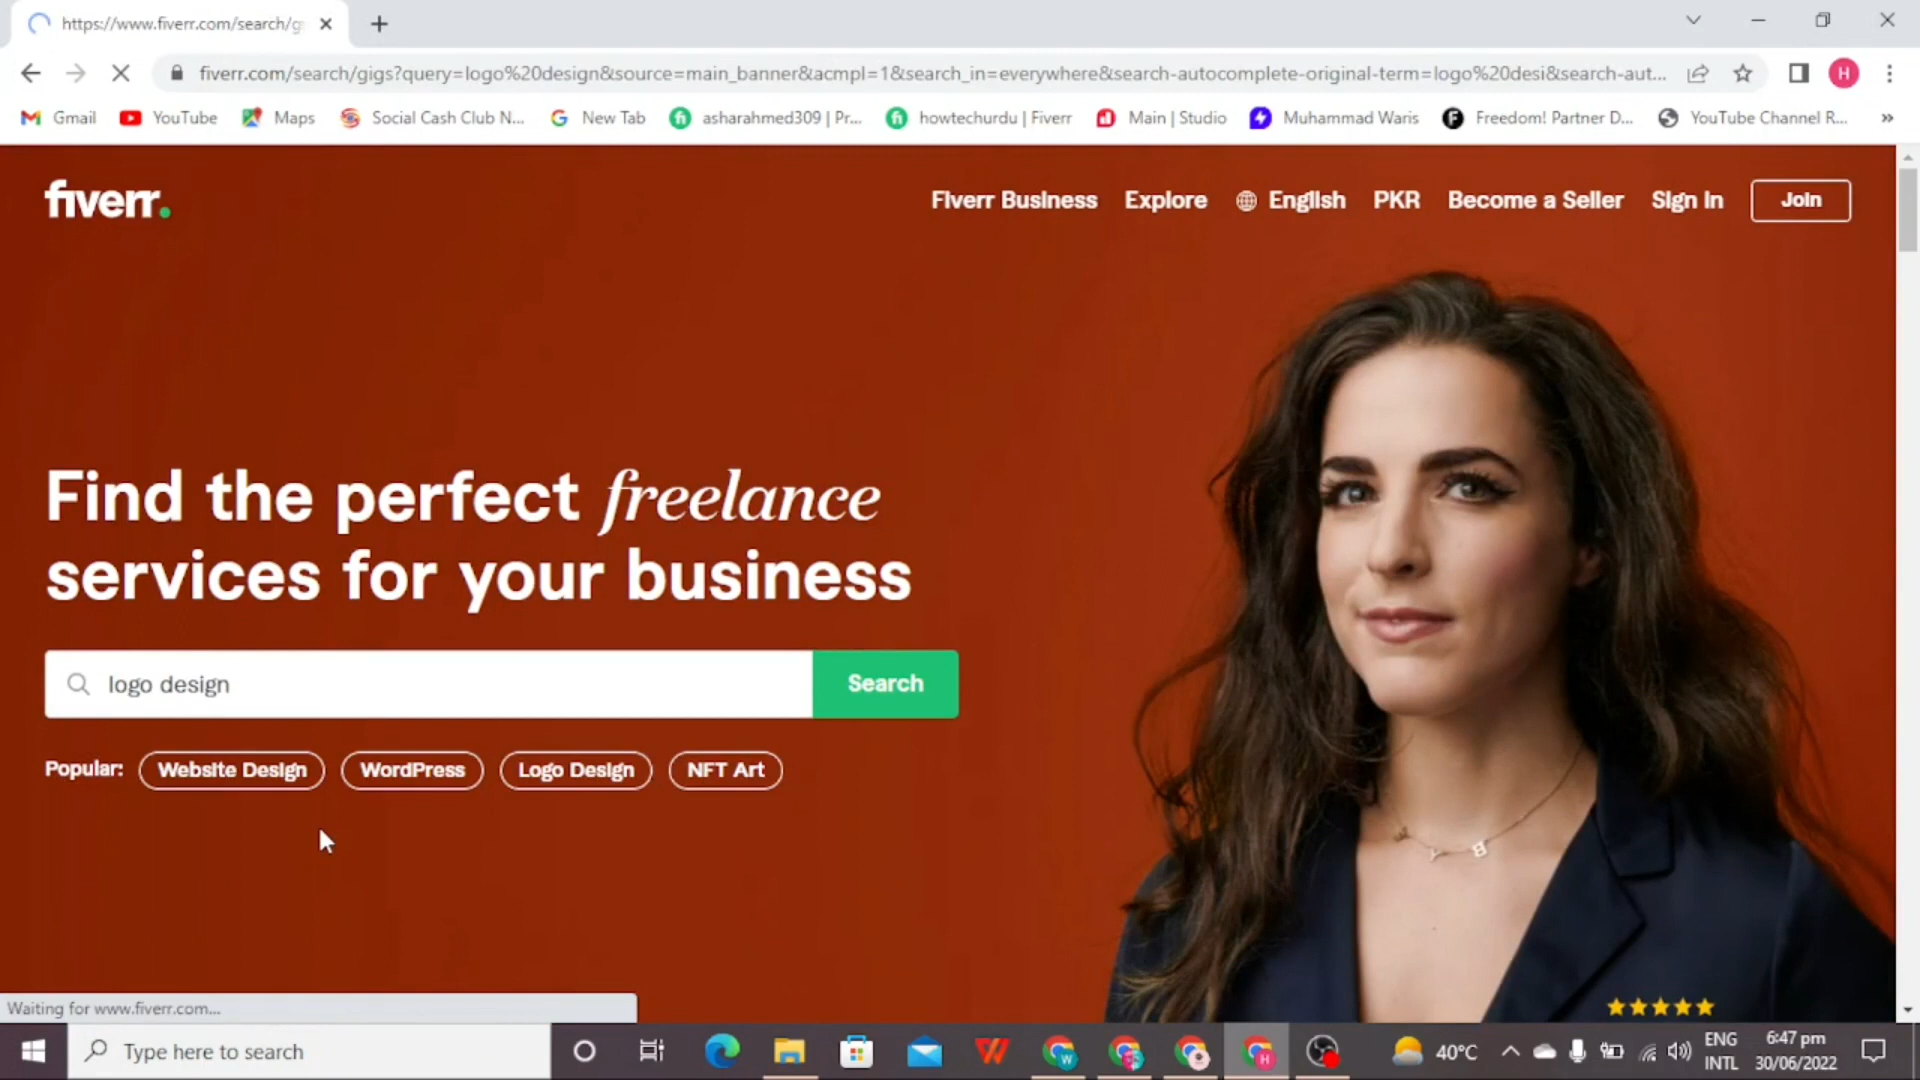 https://www.fiverr.com/search/g
fiverr.com/search/gigs?query=logo%20design&source=main_banner&acmpl=1&search_in=everywhere&search-autocomplete-original-term=logo%20desi&search-aut...
H
Gmail YouTube Maps Social Cash Club N... New Tab asharahmed309 | Pr... howtechurdu | Fiverr Main | Studio Muhammad Waris Freedom! Partner D... YouTube Channel R... »
fiverr.
Fiverr Business Explore English PKR Become a Seller Sign in Join
Find the perfect freelance
services for your business
logo design Search
Popular: Website Design WordPress Logo Design NFT Art
Waiting for www.fiverr.com...
Type here to search
40°C
ENG
INTL
6:47 pm
30/06/2022